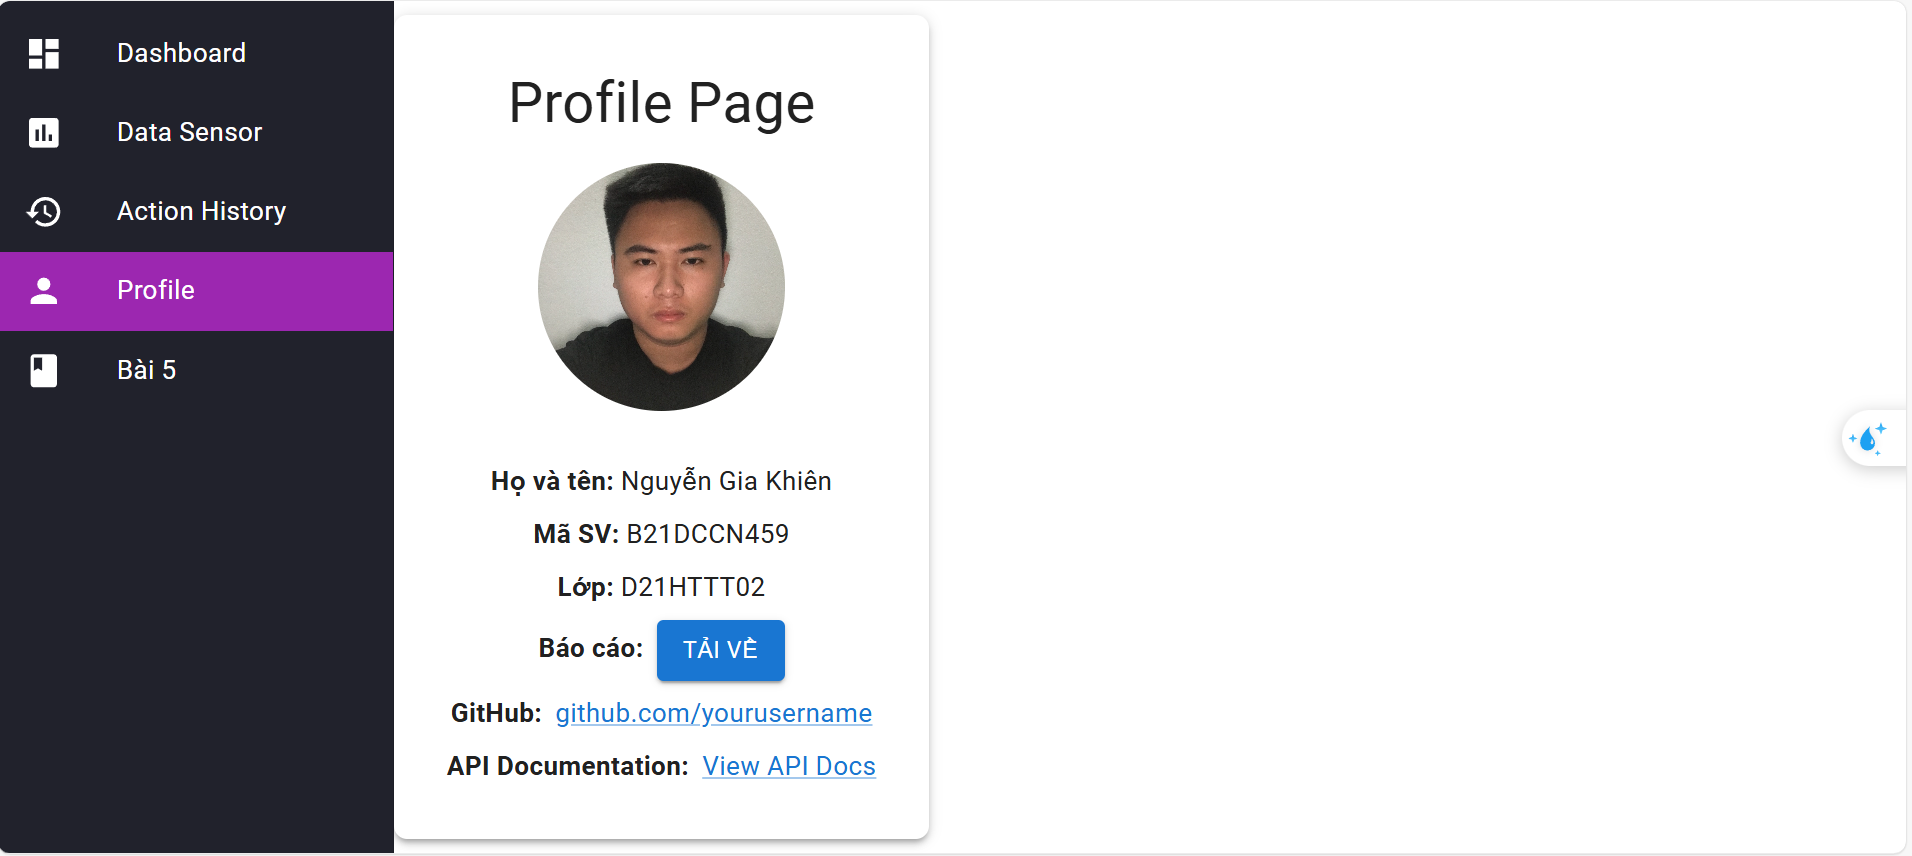 Dashboard
Data Sensor
Action History
Profile
Bài 5
Profile Page
Họ và tên: Nguyễn Gia Khiên
Mã SV: B21DCCN459
Lớp: D21HTTT02
Báo cáo: TẢI VỀ
GitHub: github.com/yourusername
API Documentation: View API Docs